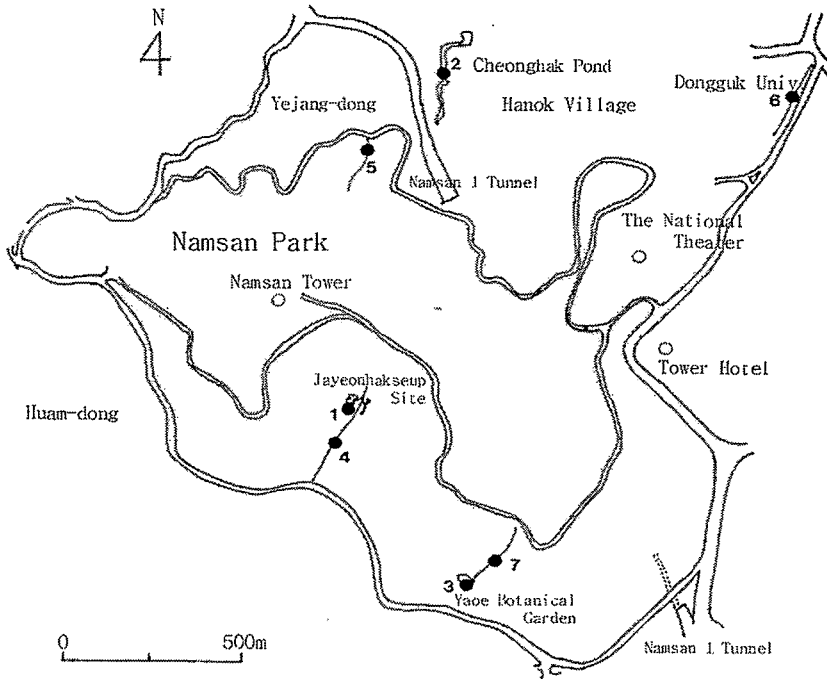 N
4
2
Cheonghak Pond
Hanok Village
Dongguk Univ.
6
Yejang-dong
5
Namsan 1 Tunnel
The National
Theater
Namsan Park
Namsan Tower
Tower Hotel
Jayeonhakseup
Site
1
4
Huam-dong
7
3
Yaoe Botanical
Garden
Namsan 1 Tunnel
0
500m